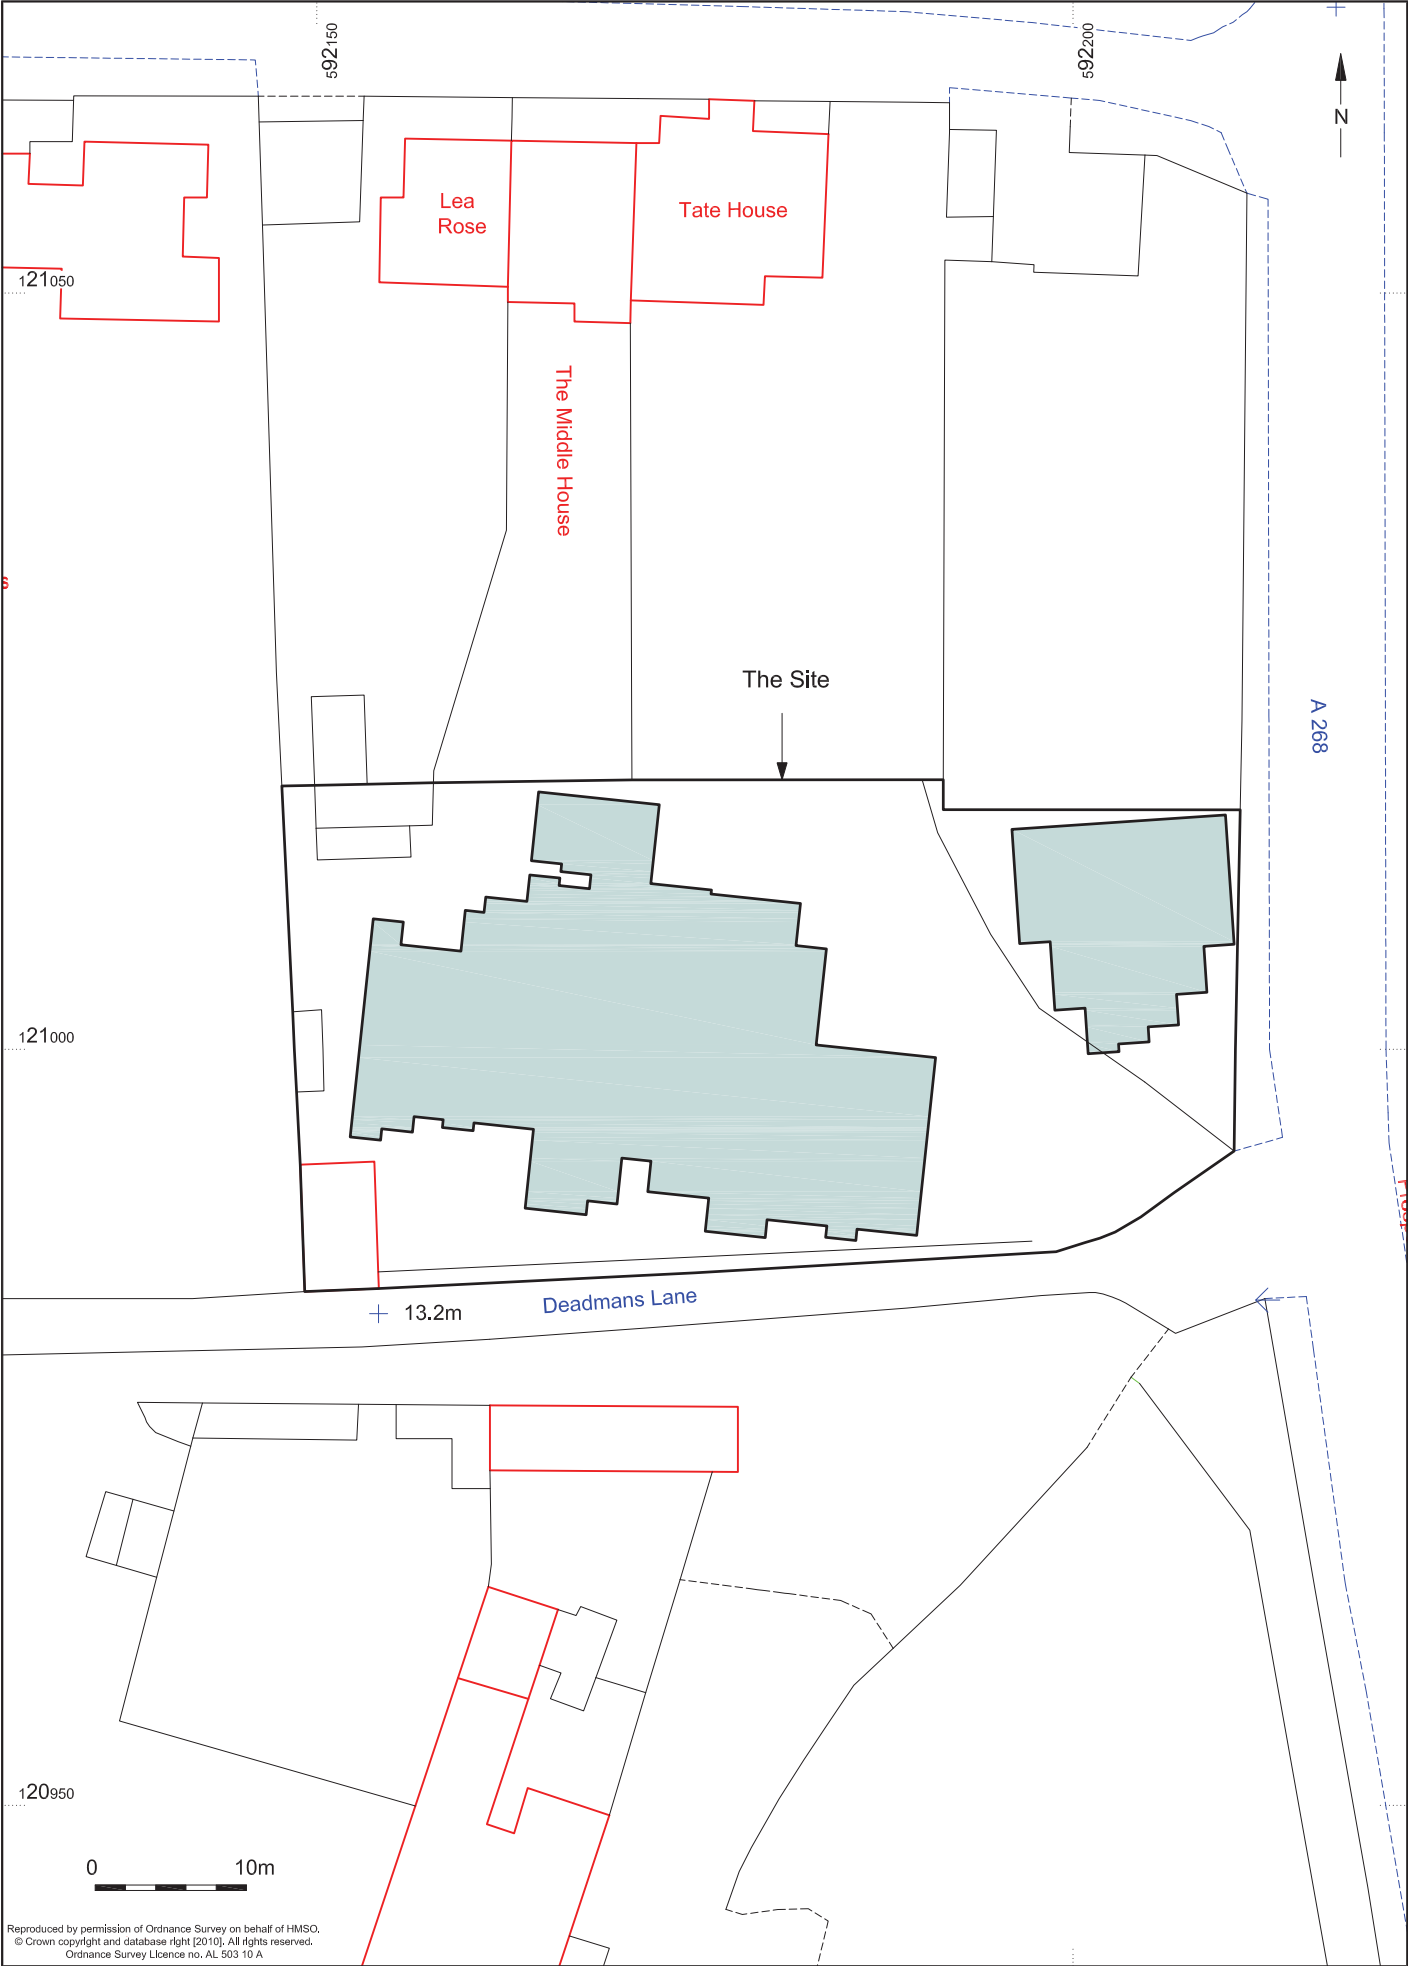 592150
592200
N
Lea
Rose
Tate House
121050
The Middle House
s
The Site
A 268
121000
13.2m
Deadmans Lane
120950
0 10m
Reproduced by permission of Ordnance Survey on behalf of HMSO.
© Crown copyright and database right [2010]. All rights reserved.
Ordnance Survey Licence no. AL 503 10 A